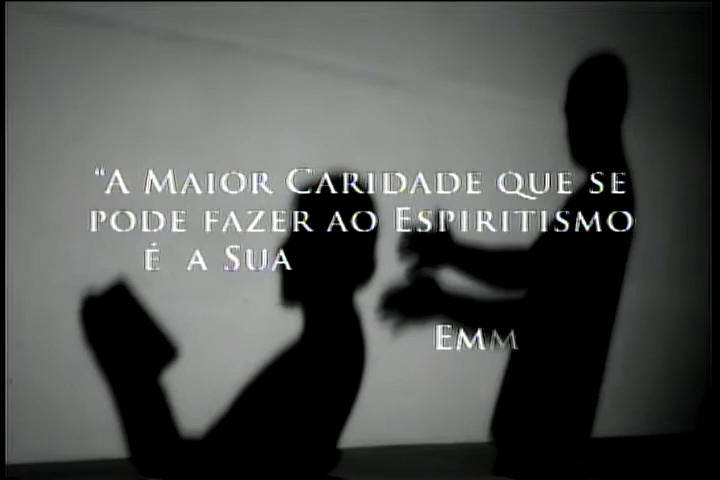 “A MAIOR CARIDADE QUE SE
PODE FAZER AO ESPIRITISMO
É A SUA
EMM